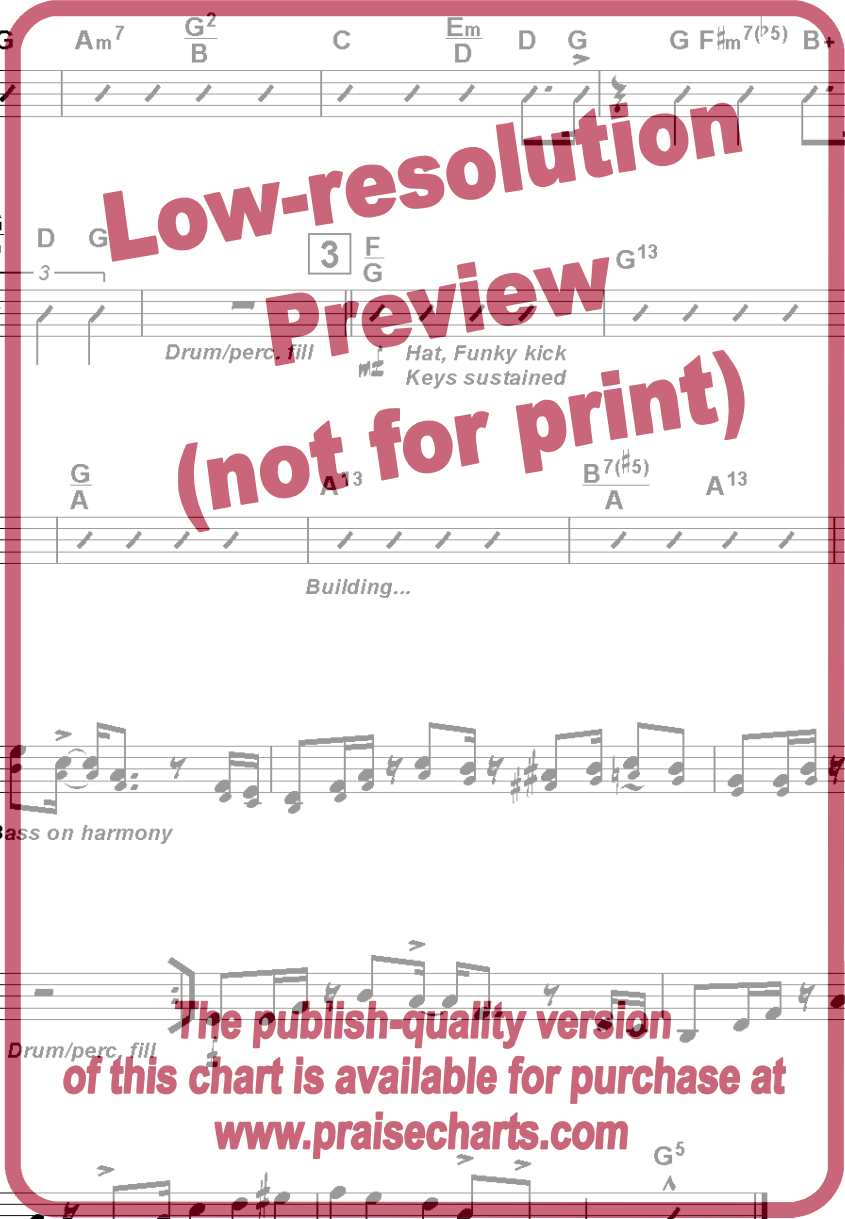 G Am7 G2/B C Em/D D G G F♯m7(♭5) B+
D G
3
3 F/G G13
Low-resolution
Preview
(not for print)
Drum/perc. fill
mf Hat, Funky kick
Keys sustained
G/A A13 B7(♯5)/A A13
Building...
Bass on harmony
Drum/perc. fill
The publish-quality version
of this chart is available for purchase at
www.praisecharts.com
G5